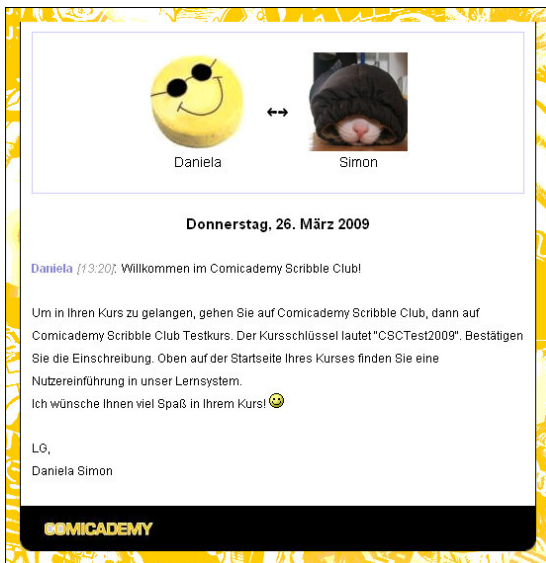 Daniela
Simon
Donnerstag, 26. März 2009
Daniela [13:20]: Willkommen im Comicademy Scribble Club!
Um in Ihren Kurs zu gelangen, gehen Sie auf Comicademy Scribble Club, dann auf
Comicademy Scribble Club Testkurs. Der Kursschlüssel lautet "CSCTest2009". Bestätigen
Sie die Einschreibung. Oben auf der Startseite Ihres Kurses finden Sie eine
Nutzereinführung in unser Lernsystem.
Ich wünsche Ihnen viel Spaß in Ihrem Kurs!
LG,
Daniela Simon
COMICADEMY